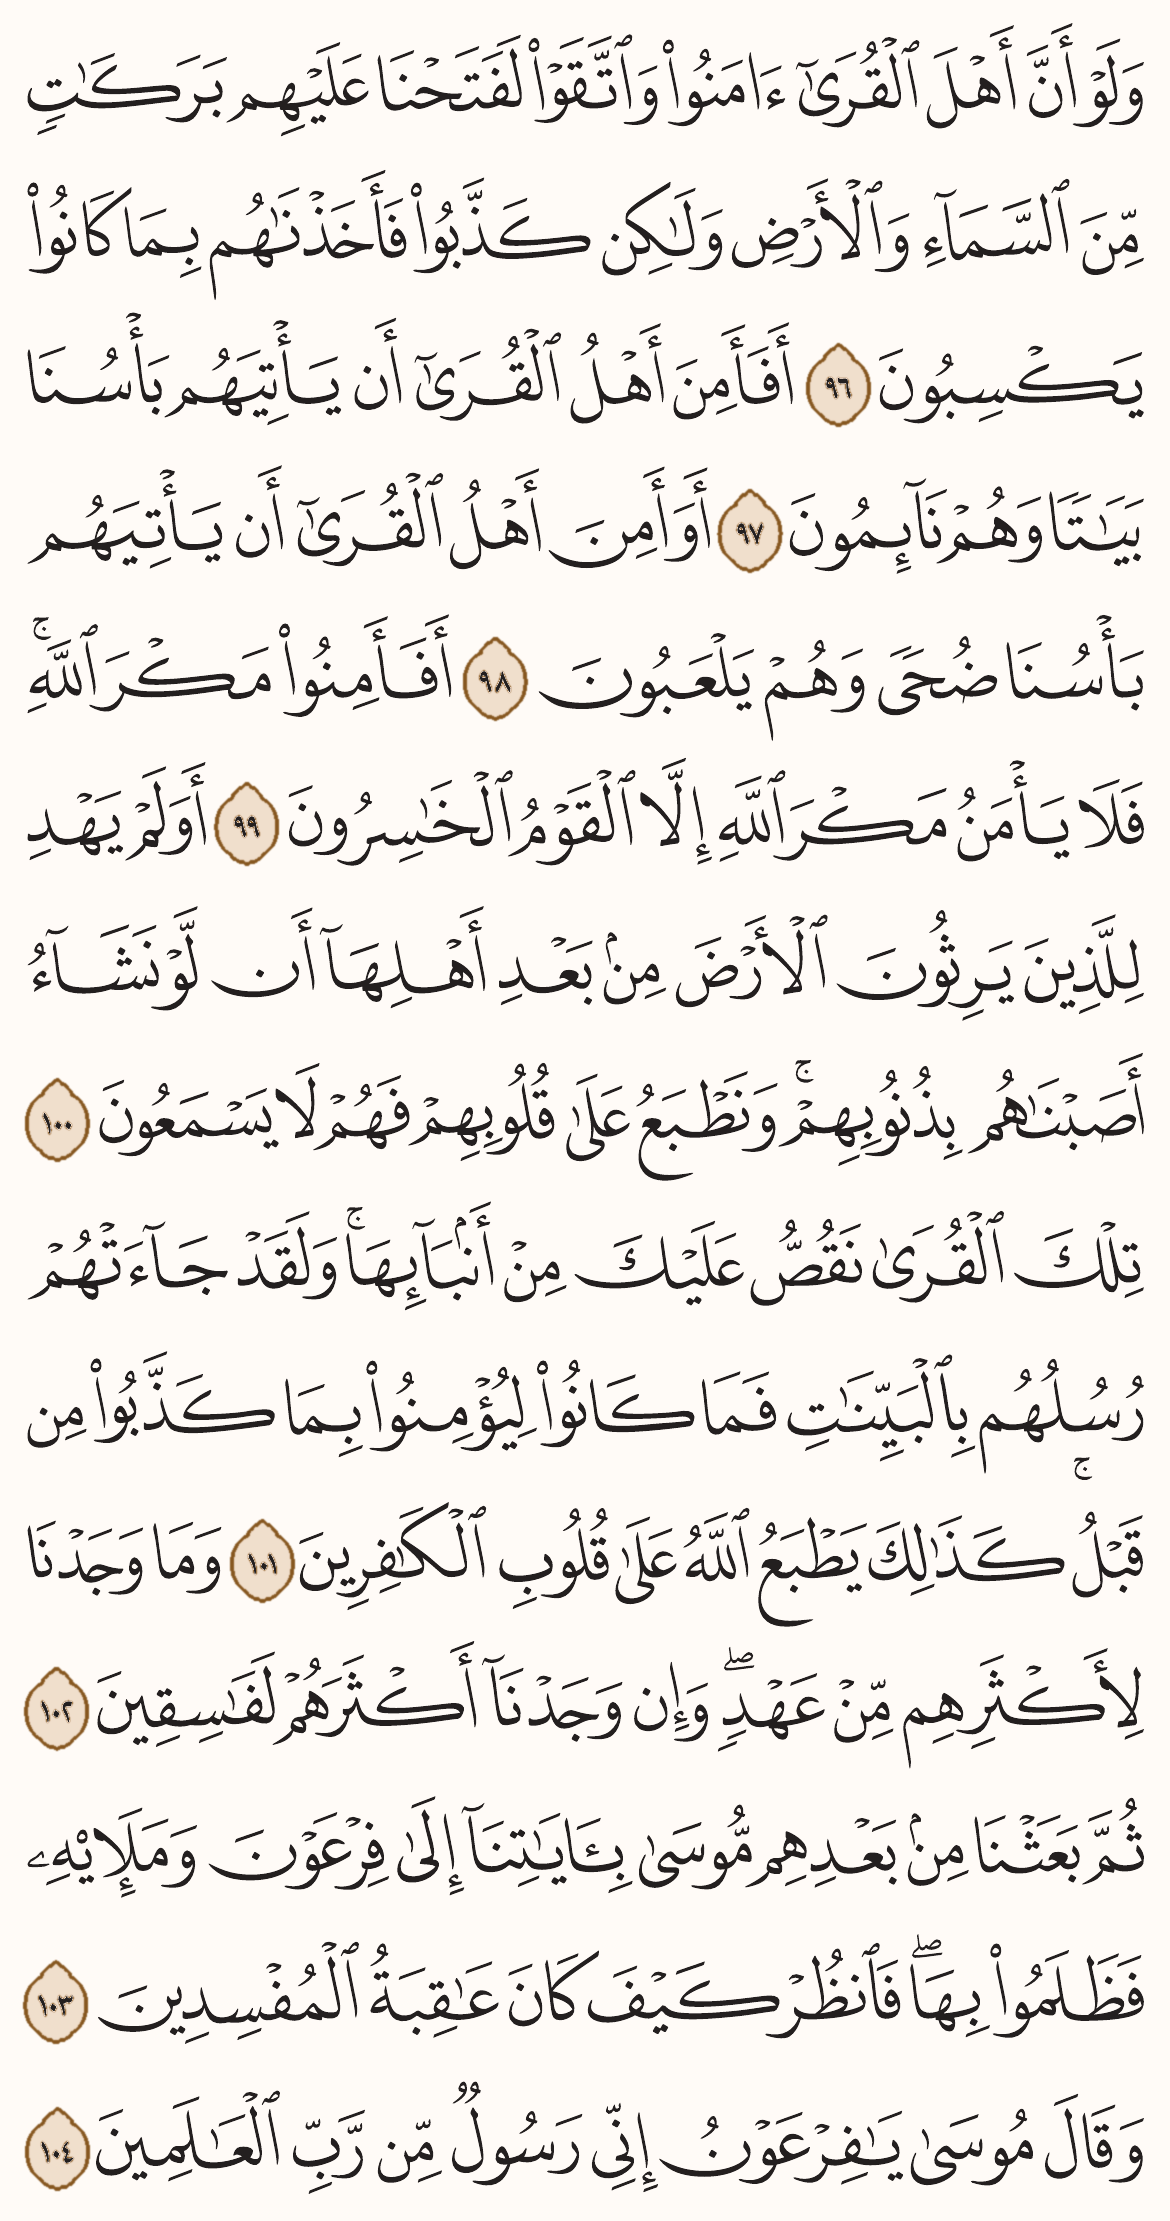 وَلَوْ أَنَّ أَهْلَ ٱلْقُرَىٰٓ ءَامَنُوا۟ وَٱتَّقَوْا۟ لَفَتَحْنَا عَلَيْهِم بَرَكَـٰتٍ
مِّنَ ٱلسَّمَآءِ وَٱلْأَرْضِ وَلَـٰكِن كَذَّبُوا۟ فَأَخَذْنَـٰهُم بِمَا كَانُوا۟
يَكْسِبُونَ ٩٦ أَفَأَمِنَ أَهْلُ ٱلْقُرَىٰٓ أَن يَأْتِيَهُم بَأْسُنَا
بَيَـٰتًا وَهُمْ نَآئِمُونَ ٩٧ أَوَأَمِنَ أَهْلُ ٱلْقُرَىٰٓ أَن يَأْتِيَهُم
بَأْسُنَا ضُحًى وَهُمْ يَلْعَبُونَ ٩٨ أَفَأَمِنُوا۟ مَكْرَ ٱللَّهِ ۚ
فَلَا يَأْمَنُ مَكْرَ ٱللَّهِ إِلَّا ٱلْقَوْمُ ٱلْخَـٰسِرُونَ ٩٩ أَوَلَمْ يَهْدِ
لِلَّذِينَ يَرِثُونَ ٱلْأَرْضَ مِنۢ بَعْدِ أَهْلِهَآ أَن لَّوْ نَشَآءُ
أَصَبْنَـٰهُم بِذُنُوبِهِمْ ۚ وَنَطْبَعُ عَلَىٰ قُلُوبِهِمْ فَهُمْ لَا يَسْمَعُونَ ١٠٠
تِلْكَ ٱلْقُرَىٰ نَقُصُّ عَلَيْكَ مِنْ أَنۢبَآئِهَا ۚ وَلَقَدْ جَآءَتْهُمْ
رُسُلُهُم بِٱلْبَيِّنَـٰتِ فَمَا كَانُوا۟ لِيُؤْمِنُوا۟ بِمَا كَذَّبُوا۟ مِن
قَبْلُ ۚ كَذَٰلِكَ يَطْبَعُ ٱللَّهُ عَلَىٰ قُلُوبِ ٱلْكَـٰفِرِينَ ١٠١ وَمَا وَجَدْنَا
لِأَكْثَرِهِم مِّنْ عَهْدٍ ۖ وَإِن وَجَدْنَآ أَكْثَرَهُمْ لَفَـٰسِقِينَ ١٠٢
ثُمَّ بَعَثْنَا مِنۢ بَعْدِهِم مُّوسَىٰ بِـَٔايَـٰتِنَآ إِلَىٰ فِرْعَوْنَ وَمَلَإِي۟هِۦ
فَظَلَمُوا۟ بِهَا ۖ فَٱنظُرْ كَيْفَ كَانَ عَـٰقِبَةُ ٱلْمُفْسِدِينَ ١٠٣
وَقَالَ مُوسَىٰ يَـٰفِرْعَوْنُ إِنِّى رَسُولٌ مِّن رَّبِّ ٱلْعَـٰلَمِينَ ١٠٤